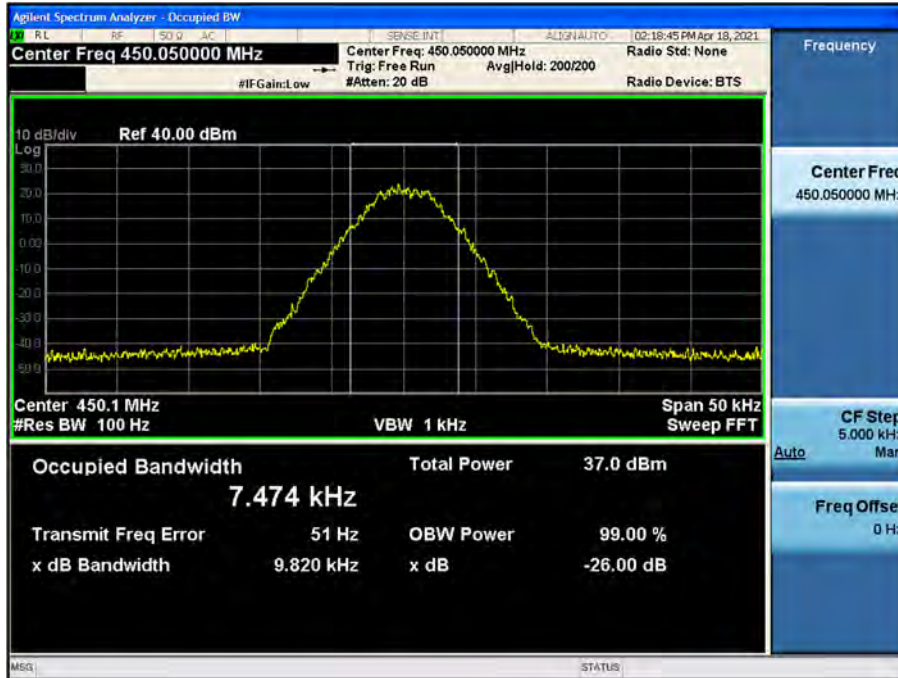 Agilent Spectrum Analyzer - Occupied BW
RL RF 50 Ω AC SENSE:INT ALIGN AUTO 02:18:45 PM Apr 18, 2021
Center Freq 450.050000 MHz
Center Freq: 450.050000 MHz
Radio Std: None
Trig: Free Run Avg|Hold: 200/200
#IFGain:Low
#Atten: 20 dB
Radio Device: BTS
10 dB/div Ref 40.00 dBm
Log
30.0
20.0
10.0
0.00
-10.0
-20.0
-30.0
-40.0
-50.0
Center 450.1 MHz Span 50 kHz
#Res BW 100 Hz VBW 1 kHz Sweep FFT
Occupied Bandwidth Total Power 37.0 dBm
7.474 kHz
Transmit Freq Error 51 Hz OBW Power 99.00 %
x dB Bandwidth 9.820 kHz x dB -26.00 dB
MSG STATUS
Frequency
Center Freq
450.050000 MHz
CF Step
5.000 kHz
Auto Man
Freq Offse
0 Hz